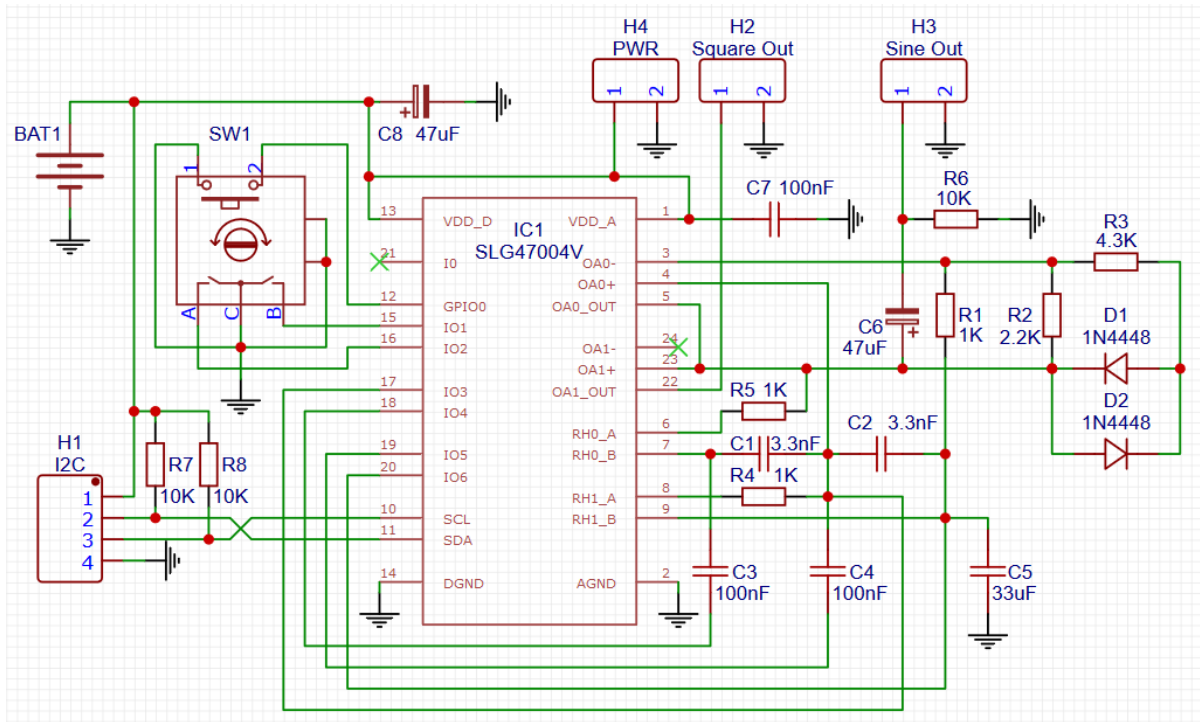 H4
PWR
1 2
H2
Square Out
1 2
H3
Sine Out
1 2
BAT1
SW1
1 2
A C B
+
C8 47uF
C7 100nF
R6
10K
R3
4.3K
IC1
SLG47004V
13 VDD_D
21 I0
12 GPIO0
15 IO1
16 IO2
17 IO3
18 IO4
19 IO5
20 IO6
10 SCL
11 SDA
14 DGND
VDD_A 1
OA0- 3
OA0+ 4
OA0_OUT 5
OA1- 24
OA1+ 23
OA1_OUT 22
RH0_A 6
RH0_B 7
RH1_A 8
RH1_B 9
AGND 2
C6
47uF
+
R1
1K
R2
2.2K
D1
1N4448
D2
1N4448
R5 1K
C1 3.3nF
C2 3.3nF
R4 1K
C3
100nF
C4
100nF
C5
33uF
H1
I2C
1
2
3
4
R7
10K
R8
10K